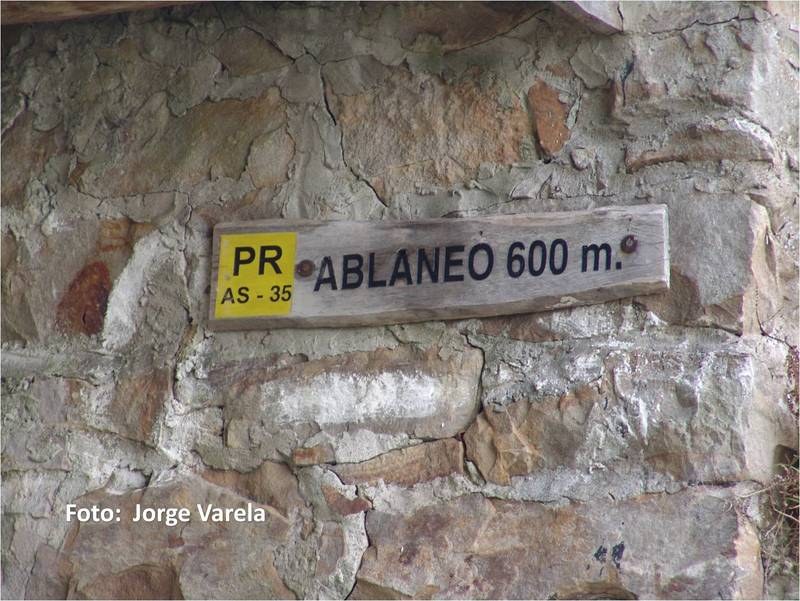 PR
AS - 35
ABLANEO 600 m.
Foto: Jorge Varela